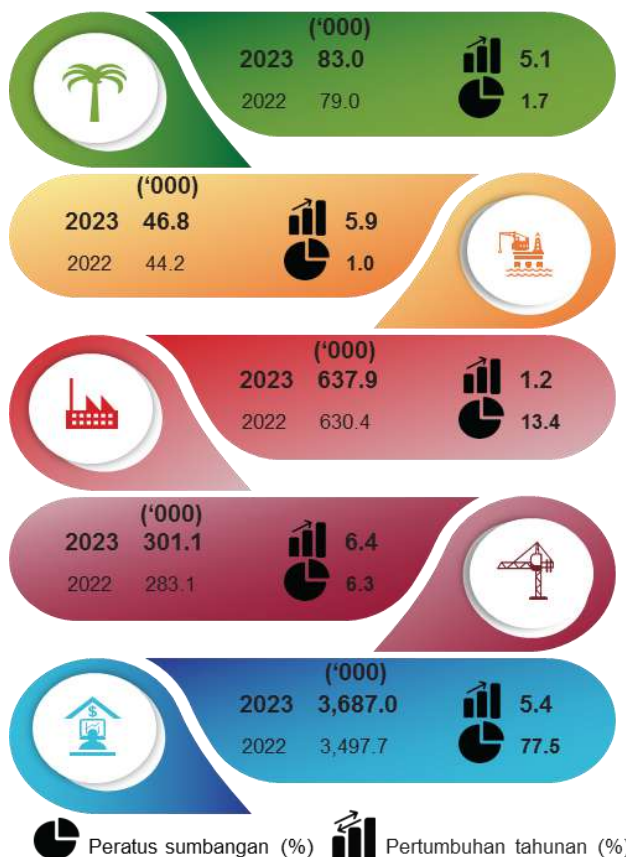 (‘000)
2023 83.0 5.1
2022 79.0 1.7
(‘000)
2023 46.8 5.9
2022 44.2 1.0
(‘000)
2023 637.9 1.2
2022 630.4 13.4
(‘000)
2023 301.1 6.4
2022 283.1 6.3
$
(‘000)
2023 3,687.0 5.4
2022 3,497.7 77.5
Peratus sumbangan (%) Pertumbuhan tahunan (%)